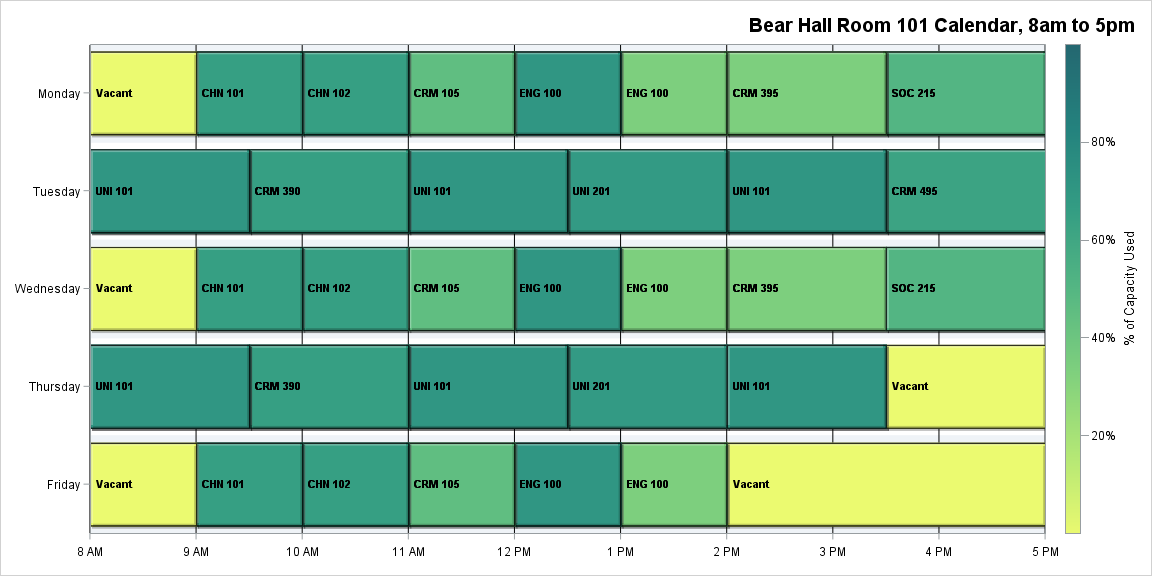 Bear Hall Room 101 Calendar, 8am to 5pm
Monday
Vacant
CHN 101
CHN 102
CRM 105
ENG 100
ENG 100
CRM 395
SOC 215
Tuesday
UNI 101
CRM 390
UNI 101
UNI 201
UNI 101
CRM 495
Wednesday
Vacant
CHN 101
CHN 102
CRM 105
ENG 100
ENG 100
CRM 395
SOC 215
Thursday
UNI 101
CRM 390
UNI 101
UNI 201
UNI 101
Vacant
Friday
Vacant
CHN 101
CHN 102
CRM 105
ENG 100
ENG 100
Vacant
8 AM
9 AM
10 AM
11 AM
12 PM
1 PM
2 PM
3 PM
4 PM
5 PM
80%
60%
40%
20%
% of Capacity Used